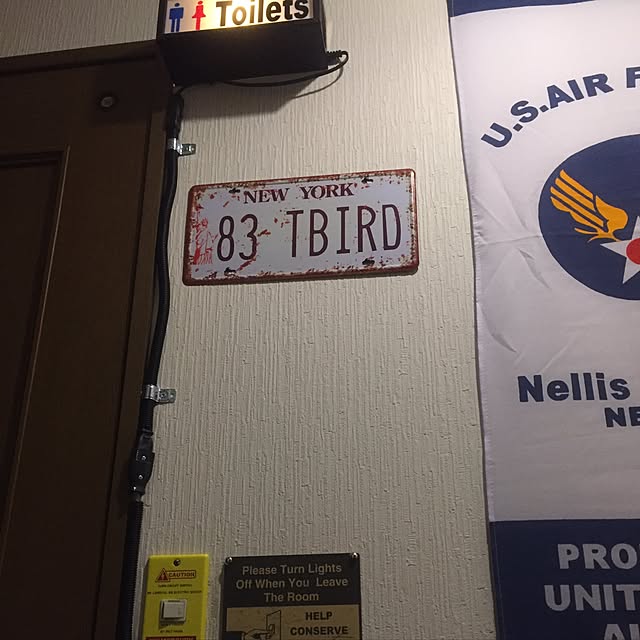 Toilets
NEW YORK
83 TBIRD
U.S.AIR F
Nellis
NE
PRO
UNIT
A
CAUTION
Please Turn Lights
Off When You Leave
The Room
HELP
CONSERVE